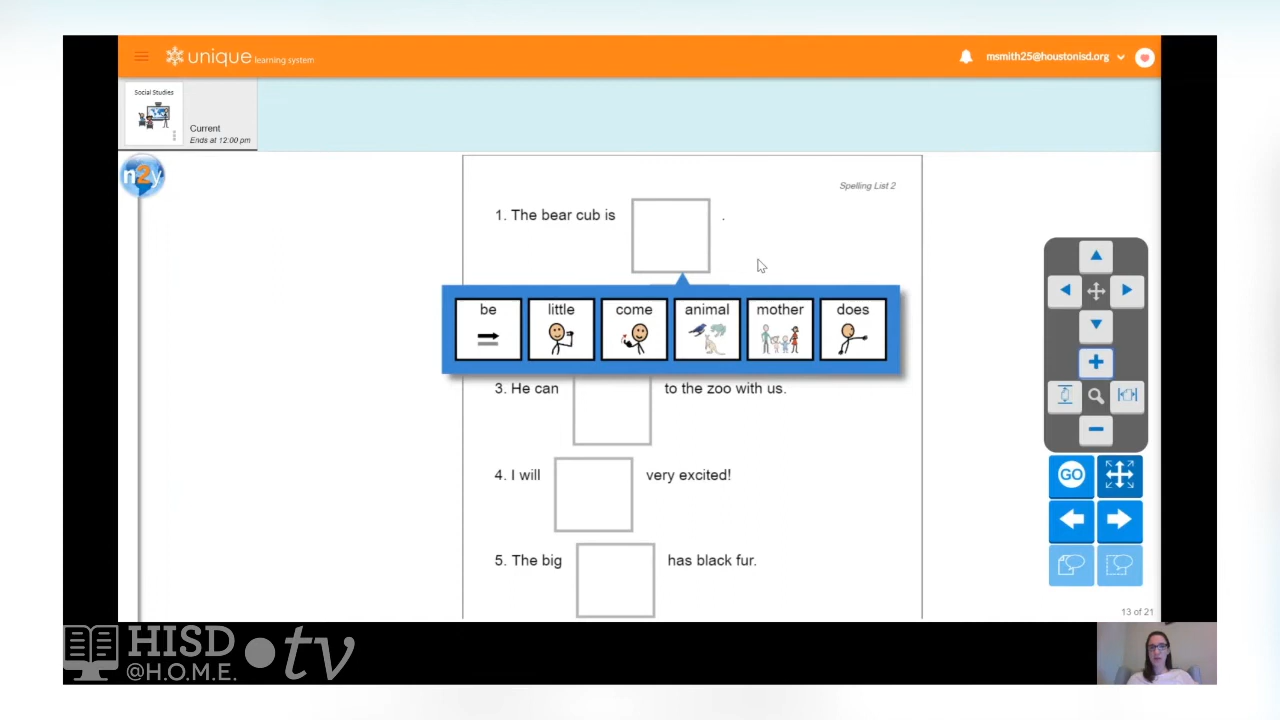 unique learning system
msmith25@houstonisd.org
Social Studies
Current
Ends at 12:00 pm
n2y
Spelling List 2
1. The bear cub is .
be little come animal mother does
3. He can to the zoo with us.
4. I will very excited!
5. The big has black fur.
GO
13 of 21
HISD
@H.O.M.E.
tv